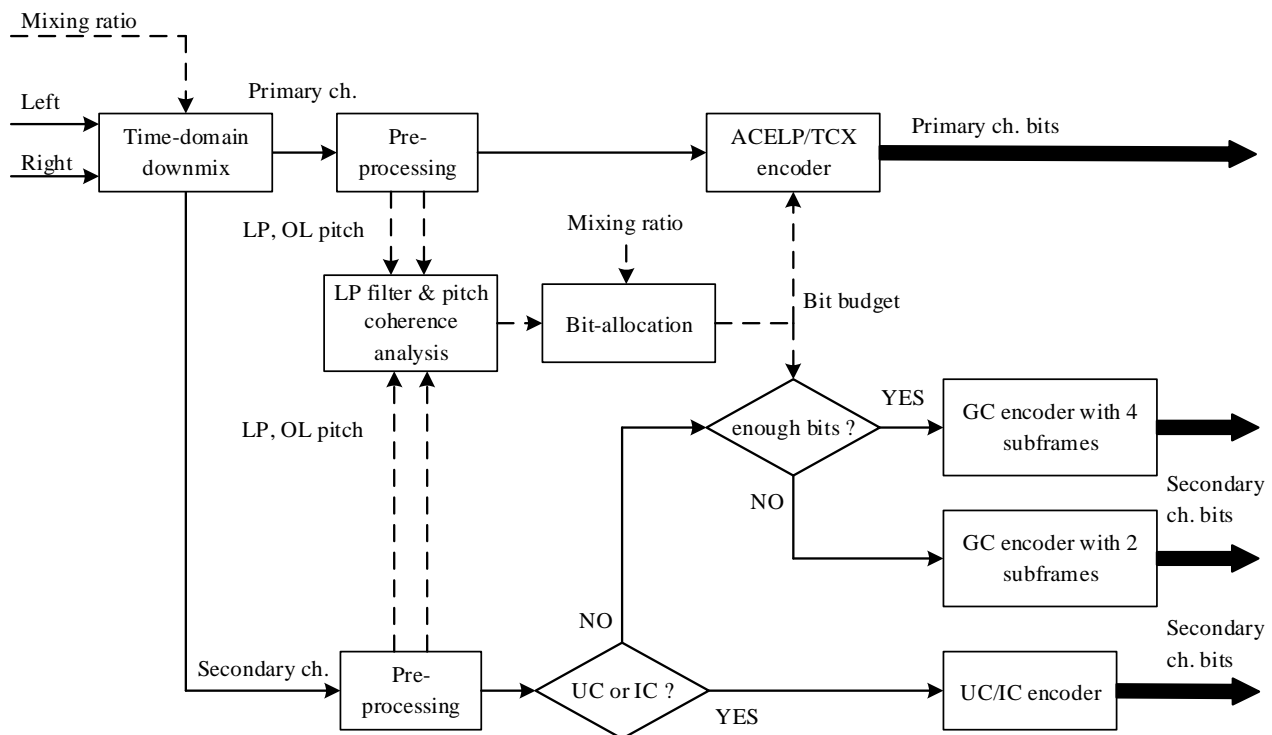 Mixing ratio
Left
Right
Time-domain
downmix
Primary ch.
Pre-
processing
ACELP/TCX
encoder
Primary ch. bits
LP, OL pitch
Mixing ratio
LP filter & pitch
coherence
analysis
Bit-allocation
Bit budget
LP, OL pitch
enough bits ?
YES
GC encoder with 4
subframes
NO
Secondary
ch. bits
GC encoder with 2
subframes
NO
Secondary ch.
Pre-
processing
UC or IC ?
YES
UC/IC encoder
Secondary
ch. bits